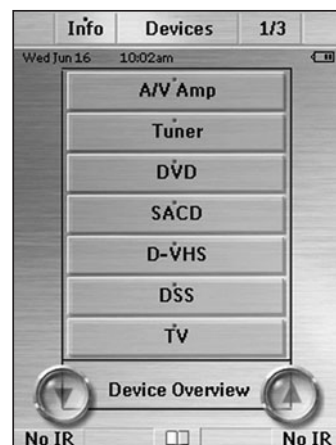 Info Devices 1/3
Wed Jun 16 10:02am
A/V Amp
Tuner
DVD
SACD
D-VHS
DSS
TV
Device Overview
No IR No IR